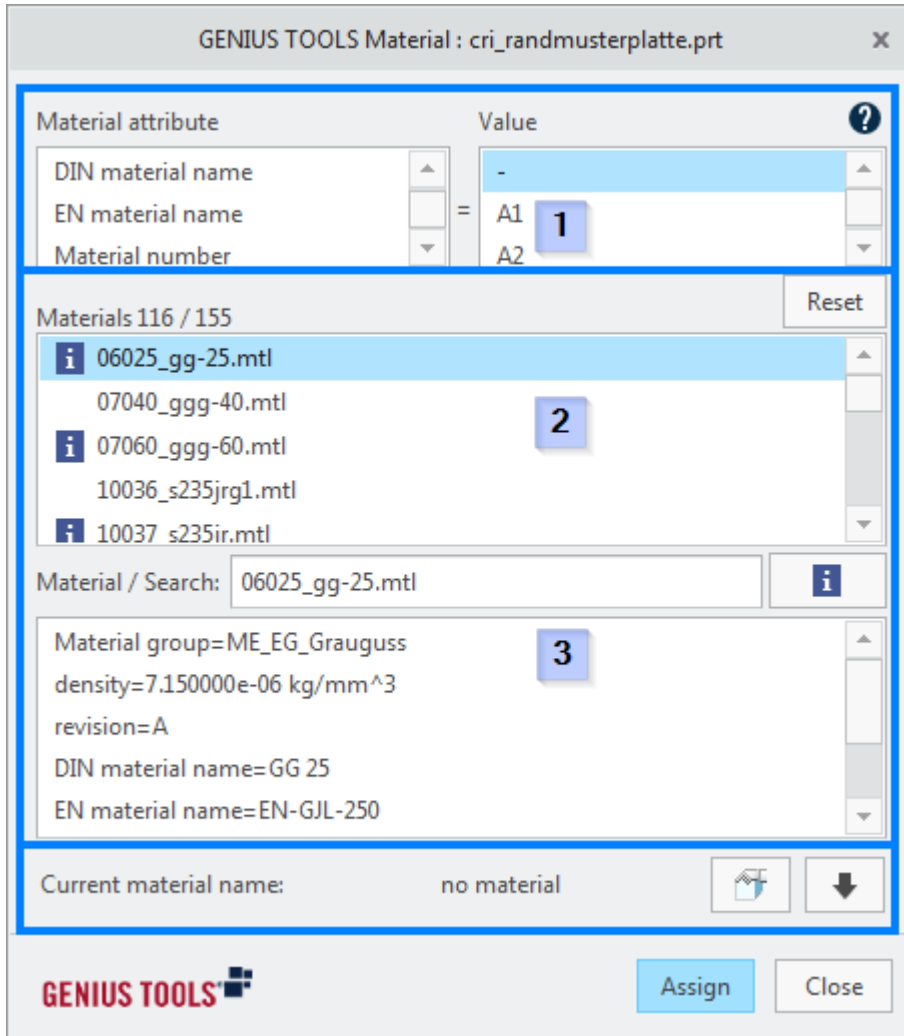 GENIUS TOOLS Material : cri_randmusterplatte.prt
Material attribute Value
DIN material name -
EN material name = A1 1
Material number A2
Reset
Materials 116 / 155
i 06025_gg-25.mtl
07040_ggg-40.mtl
2
i 07060_ggg-60.mtl
10036_s235jrg1.mtl
i 10037_s235jr.mtl
Material / Search: 06025_gg-25.mtl i
Material group=ME_EG_Grauguss
3
density=7.150000e-06 kg/mm^3
revision=A
DIN material name=GG 25
EN material name=EN-GJL-250
Current material name: no material
GENIUS TOOLS Assign Close